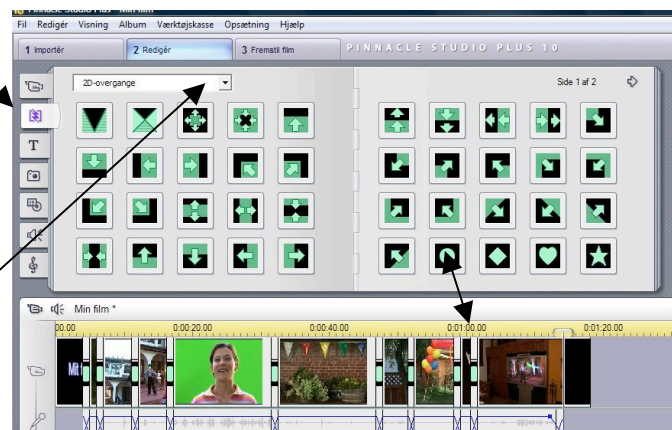 Pinnacle Studio Plus - Min film
Fil Redigér Visning Album Værktøjskasse Opsætning Hjælp
1 Importér 2 Redigér 3 Fremstil film PINNACLE STUDIO PLUS 10
2D-overgange Side 1 af 2
T
Min film *
00.00 0:00:20.00 0:00:40.00 0:01:00.00 0:01:20.00
Mit f